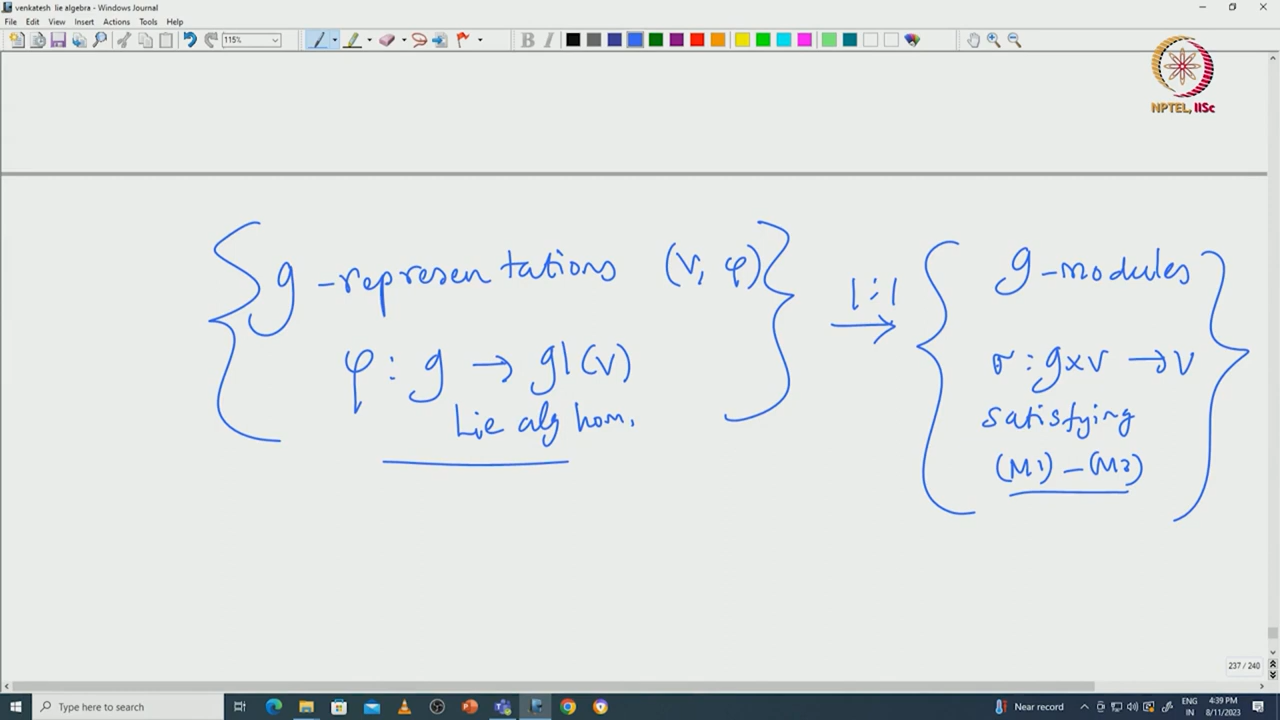 venkatesh lie algebra - Windows Journal
File Edit View Insert Actions Tools Help
115%
NPTEL, IISc
g-representations (V, φ)
φ : g → gl(V)
Lie alg hom.
1:1
g-modules
σ : g×V → V
satisfying
(M1) - (M3)
237 / 240
Type here to search
Near record
ENG
IN
4:39 PM
8/11/2023